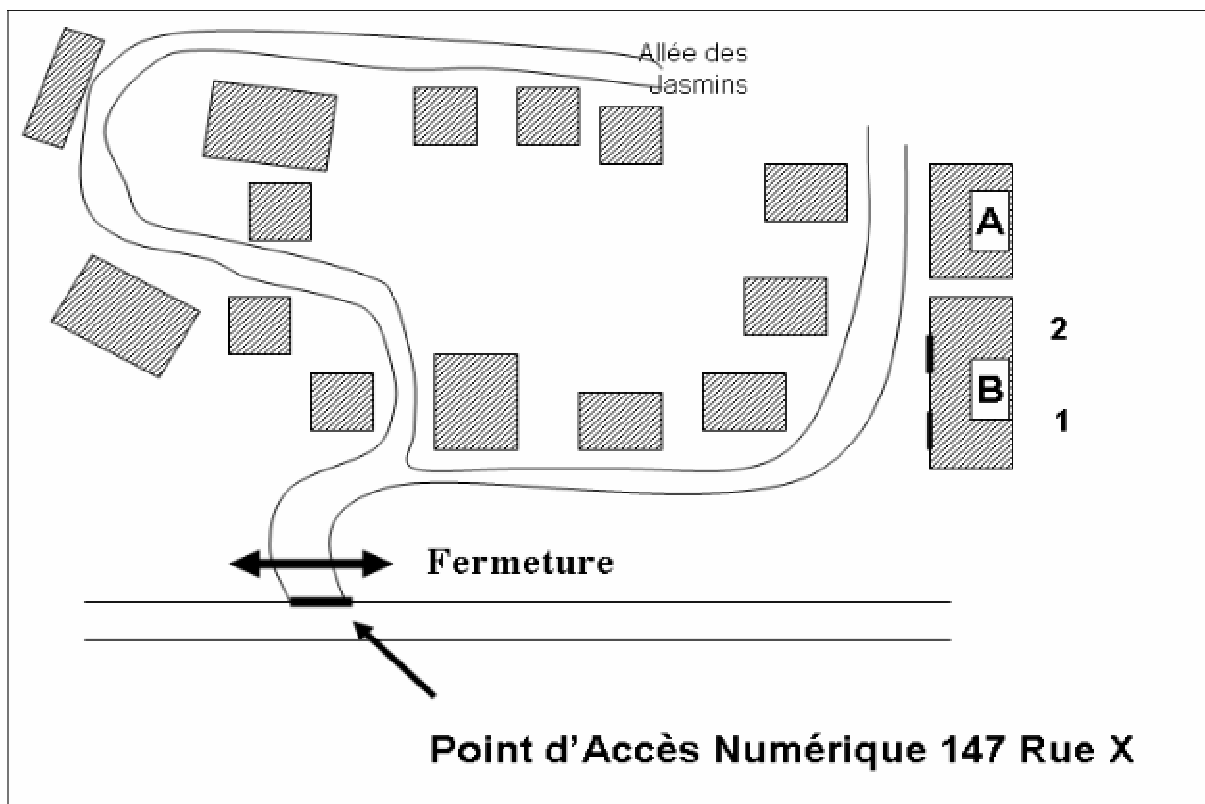 Allée des
Jasmins
A
2
B
1
Fermeture
Point d'Accès Numérique 147 Rue X